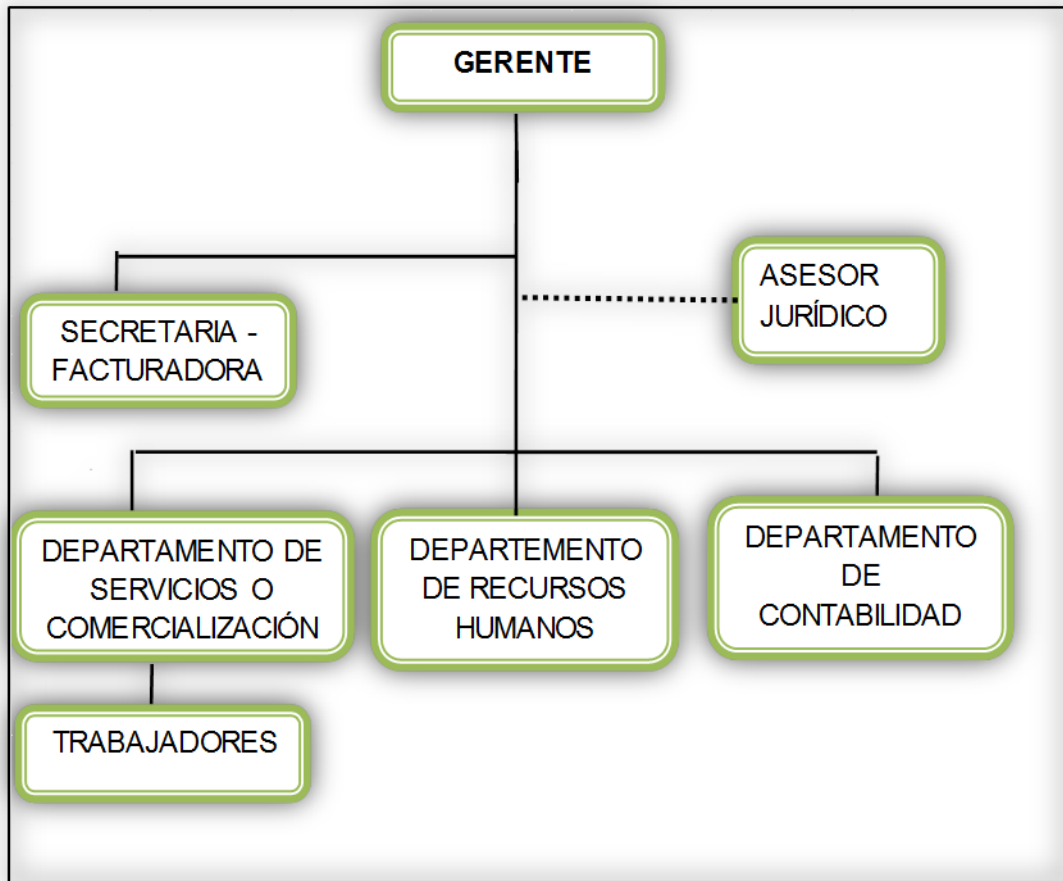 GERENTE
ASESOR
JURÍDICO
SECRETARIA -
FACTURADORA
DEPARTAMENTO DE
SERVICIOS O
COMERCIALIZACIÓN
DEPARTEMENTO
DE RECURSOS
HUMANOS
DEPARTAMENTO
DE
CONTABILIDAD
TRABAJADORES